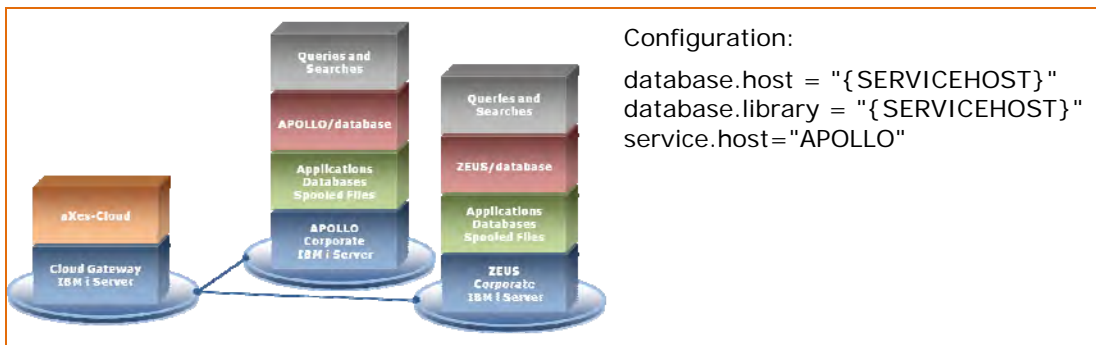 Queries and
Searches
APOLLO/database
Applications
Databases
Spooled Files
APOLLO
Corporate
IBM i Server
Queries and
Searches
ZEUS/database
Applications
Databases
Spooled Files
ZEUS
Corporate
IBM i Server
aXes-Cloud
Cloud Gateway
IBM i Server
Configuration:
database.host = "{SERVICEHOST}"
database.library = "{SERVICEHOST}"
service.host="APOLLO"